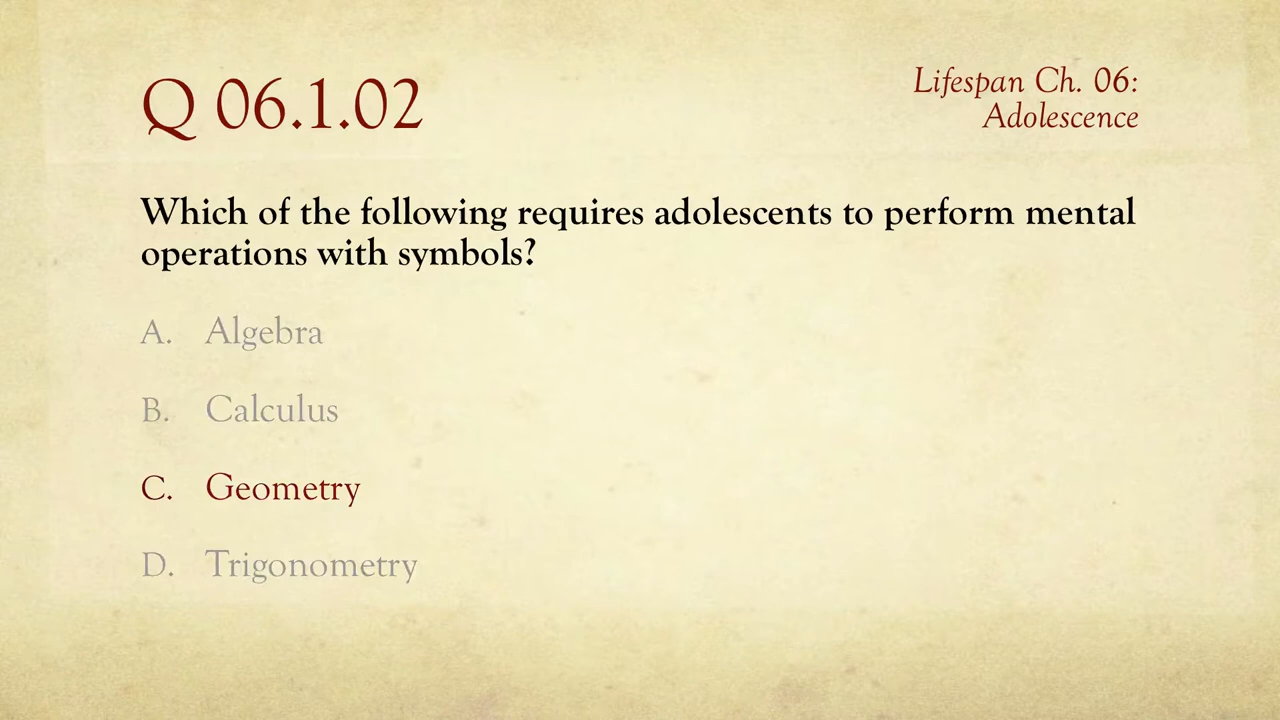 Q 06.1.02
Lifespan Ch. 06:
Adolescence
Which of the following requires adolescents to perform mental
operations with symbols?
A. Algebra
B. Calculus
C. Geometry
D. Trigonometry